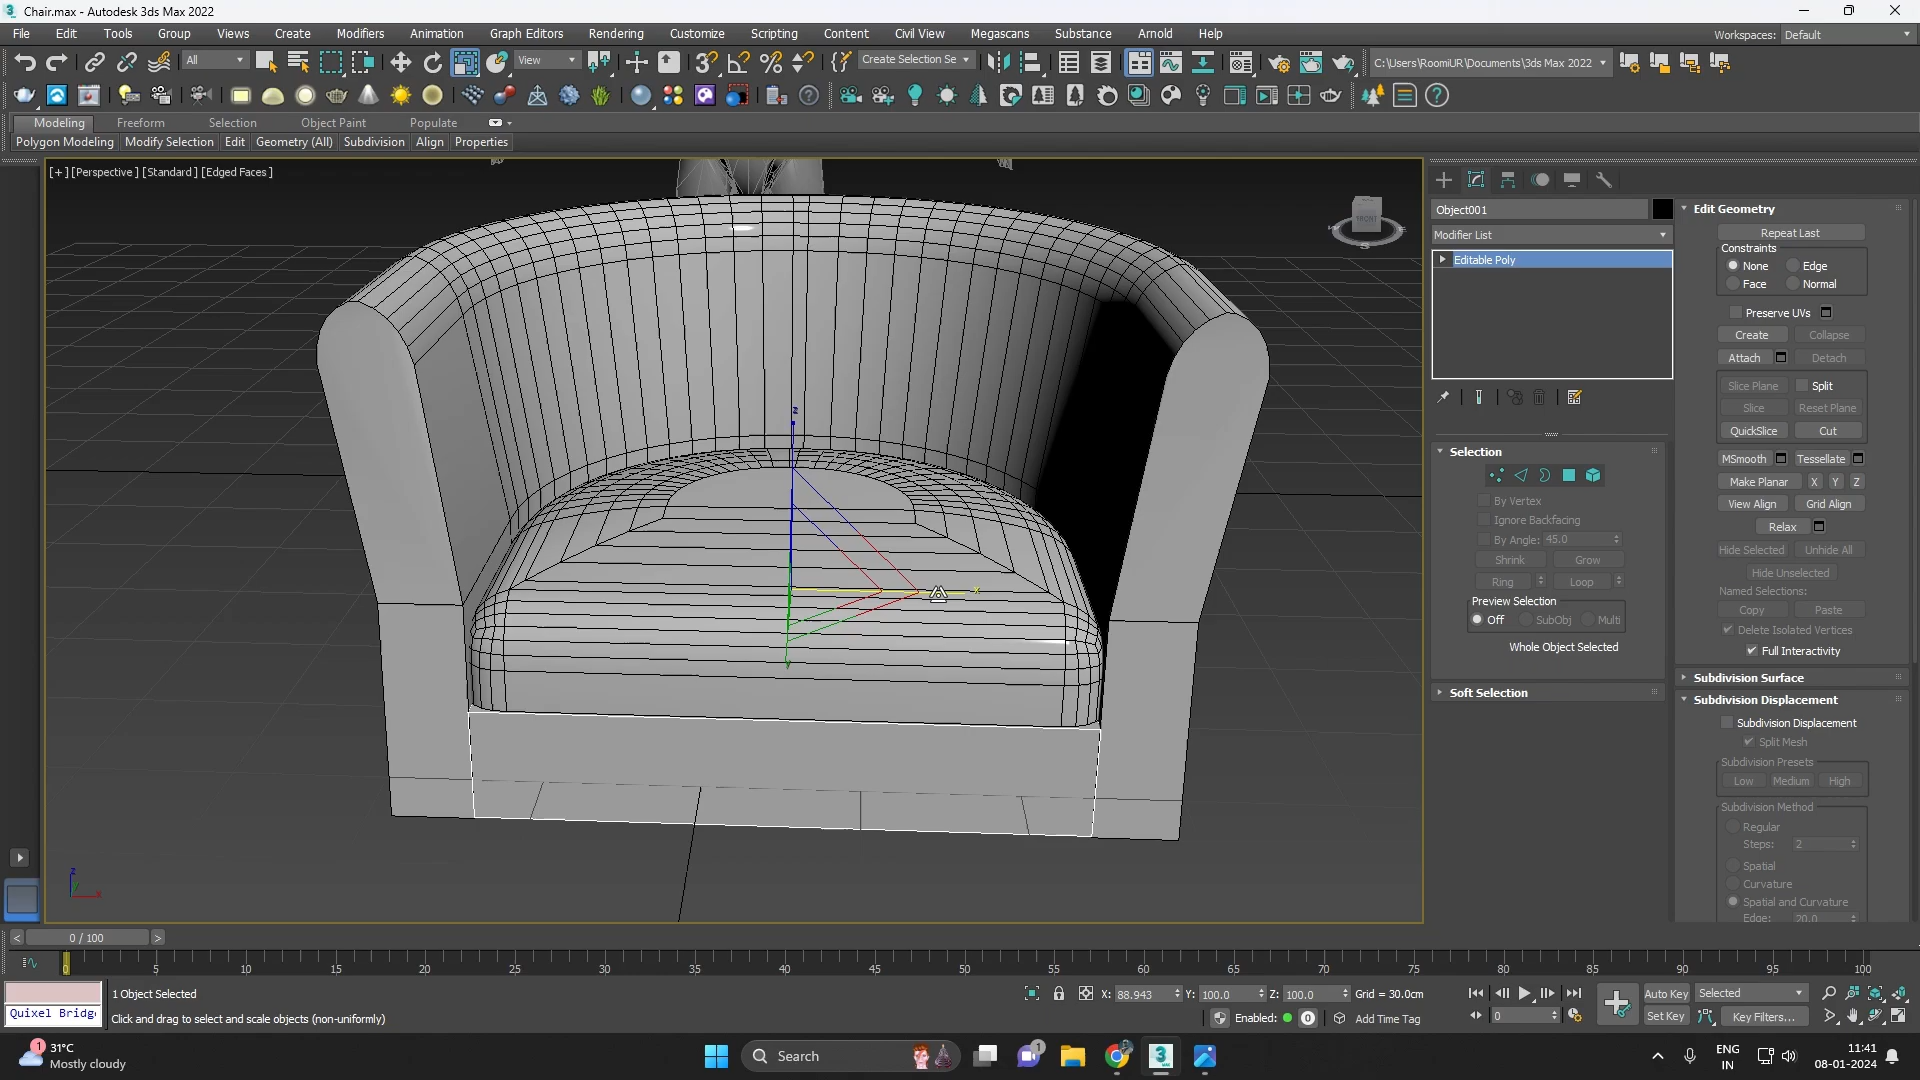 Chair.max - Autodesk 3ds Max 2022
File Edit Tools Group Views Create Modifiers Animation Graph Editors Rendering Customize Scripting Content Civil View Megascans Substance Arnold Help
Workspaces: Default
All View Create Selection Se C:\Users\RoomiUR\Documents\3ds Max 2022
Modeling Freeform Selection Object Paint Populate
Polygon Modeling Modify Selection Edit Geometry (All) Subdivision Align Properties
[+] [Perspective] [Standard] [Edged Faces]
FRONT
S
Object001
Modifier List
Editable Poly
Selection
By Vertex
Ignore Backfacing
By Angle: 45.0
Shrink Grow
Ring Loop
Preview Selection
Off SubObj Multi
Whole Object Selected
Soft Selection
Edit Geometry
Repeat Last
Constraints
None Edge
Face Normal
Preserve UVs
Create Collapse
Attach Detach
Slice Plane Split
Slice Reset Plane
QuickSlice Cut
MSmooth Tessellate
Make Planar X Y Z
View Align Grid Align
Relax
Hide Selected Unhide All
Hide Unselected
Named Selections:
Copy Paste
Delete Isolated Vertices
Full Interactivity
Subdivision Surface
Subdivision Displacement
Subdivision Displacement
Split Mesh
Subdivision Presets
Low Medium High
Subdivision Method
Regular
Steps: 2
Spatial
Curvature
Spatial and Curvature
Edge: 20.0
z
x
y
z
y
x
< 0 / 100 >
0 5 10 15 20 25 30 35 40 45 50 55 60 65 70 75 80 85 90 95 100
1 Object Selected
X: 88.943 Y: 100.0 Z: 100.0 Grid = 30.0cm
Auto Key Selected
Quixel Bridge
Click and drag to select and scale objects (non-uniformly)
Enabled: 0 Add Time Tag
0
Set Key Key Filters...
1
31°C
Mostly cloudy
Search
1
ENG
IN
11:41
08-01-2024